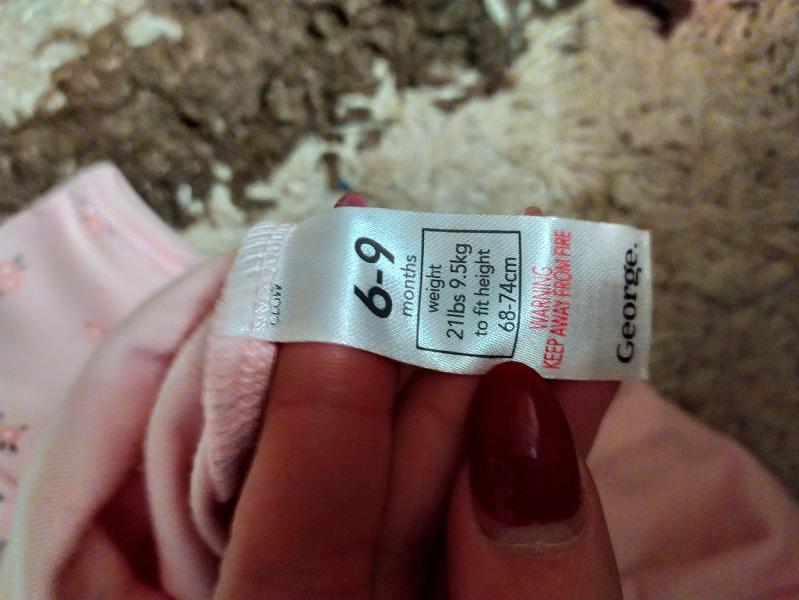 6-9
months
weight
21lbs 9.5kg
to fit height
68-74cm
WARNING
KEEP AWAY FROM FIRE
George.